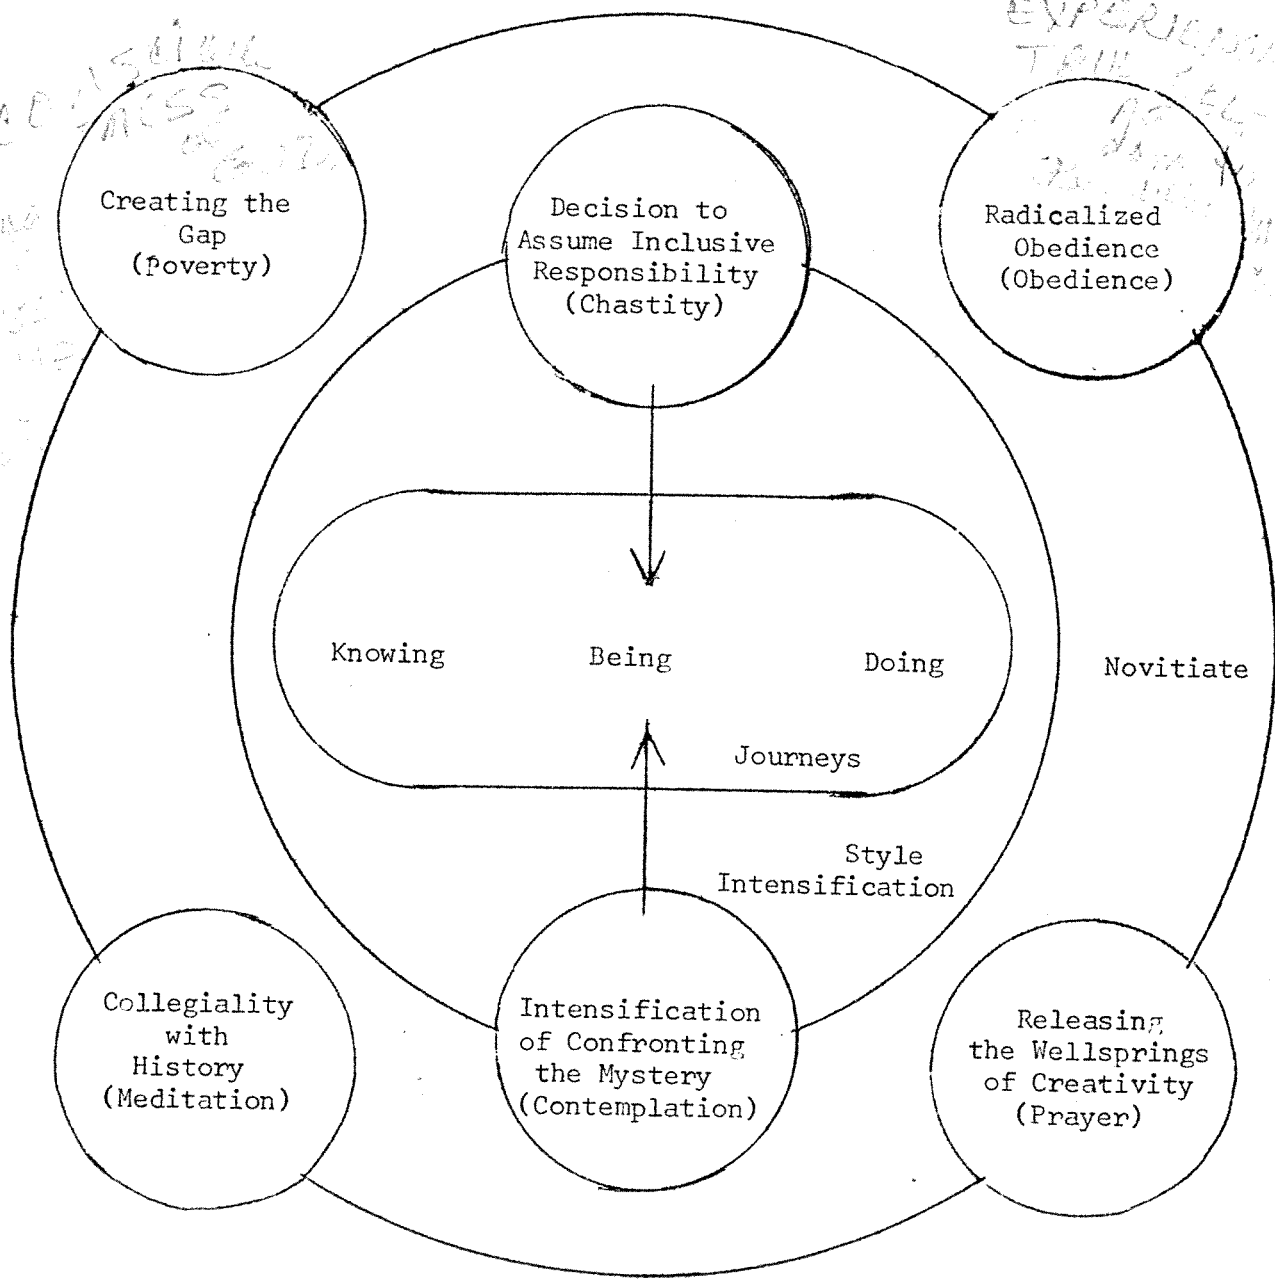 EXPERIENCE
Creating the
Gap
(Poverty)
Decision to
Assume Inclusive
Responsibility
(Chastity)
Radicalized
Obedience
(Obedience)
Knowing
Being
Doing
Novitiate
Journeys
Style
Intensification
Collegiality
with
History
(Meditation)
Intensification
of Confronting
the Mystery
(Contemplation)
Releasing
the Wellsprings
of Creativity
(Prayer)